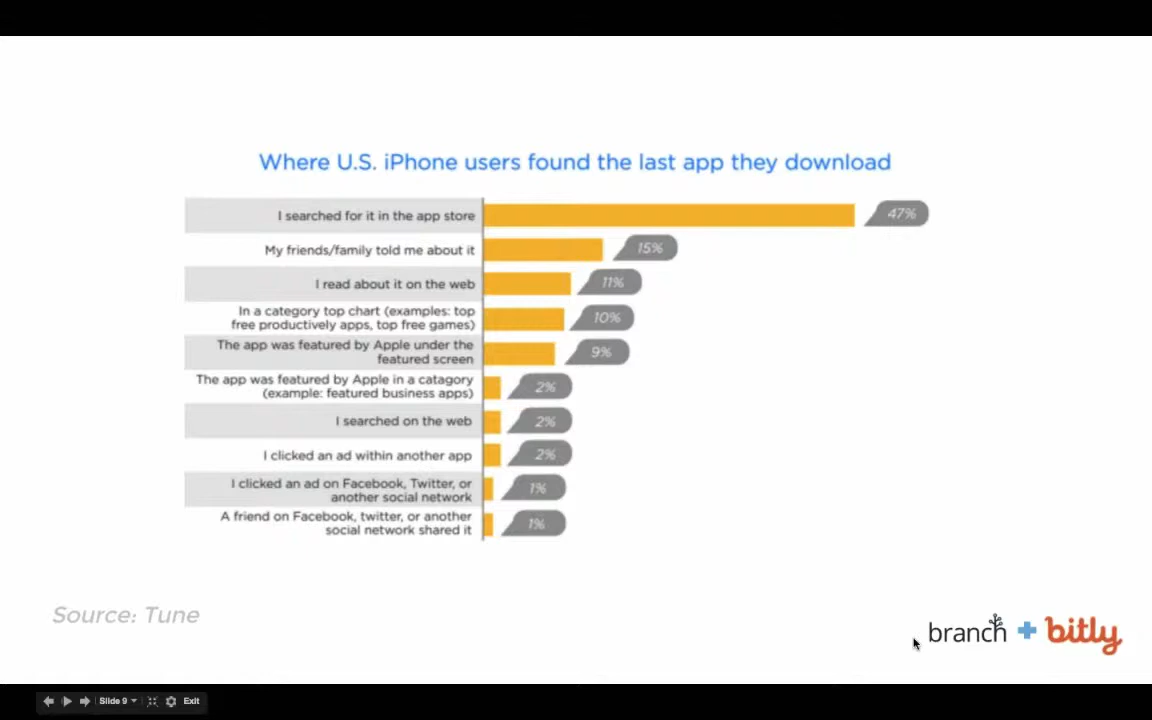 Where U.S. iPhone users found the last app they download
I searched for it in the app store
47%
My friends/family told me about it
15%
I read about it on the web
11%
In a category top chart (examples: top
free productively apps, top free games)
10%
The app was featured by Apple under the
featured screen
9%
The app was featured by Apple in a catagory
(example: featured business apps)
2%
I searched on the web
2%
I clicked an ad within another app
2%
I clicked an ad on Facebook, Twitter, or
another social network
1%
A friend on Facebook, twitter, or another
social network shared it
1%
Source: Tune
branch + bitly
Slide 9 Exit